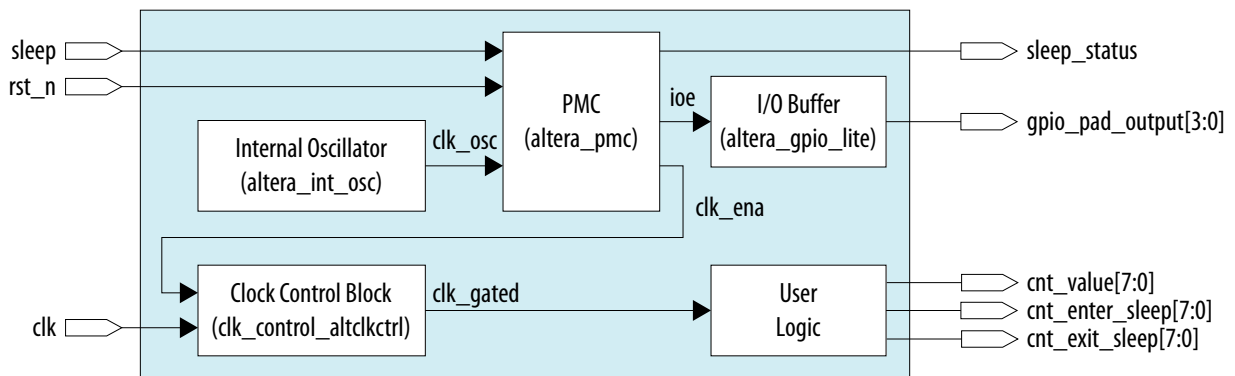 sleep
rst_n
PMC
(altera_pmc)
sleep_status
ioe
I/O Buffer
(altera_gpio_lite)
gpio_pad_output[3:0]
Internal Oscillator
(altera_int_osc)
clk_osc
clk_ena
clk
Clock Control Block
(clk_control_altclkctrl)
clk_gated
User
Logic
cnt_value[7:0]
cnt_enter_sleep[7:0]
cnt_exit_sleep[7:0]